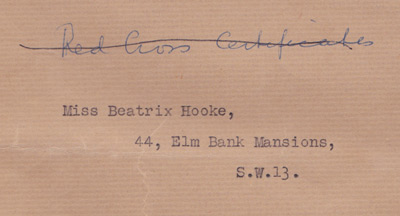 Red Cross Certificates
Miss Beatrix Hooke,
44, Elm Bank Mansions,
S.W.13.